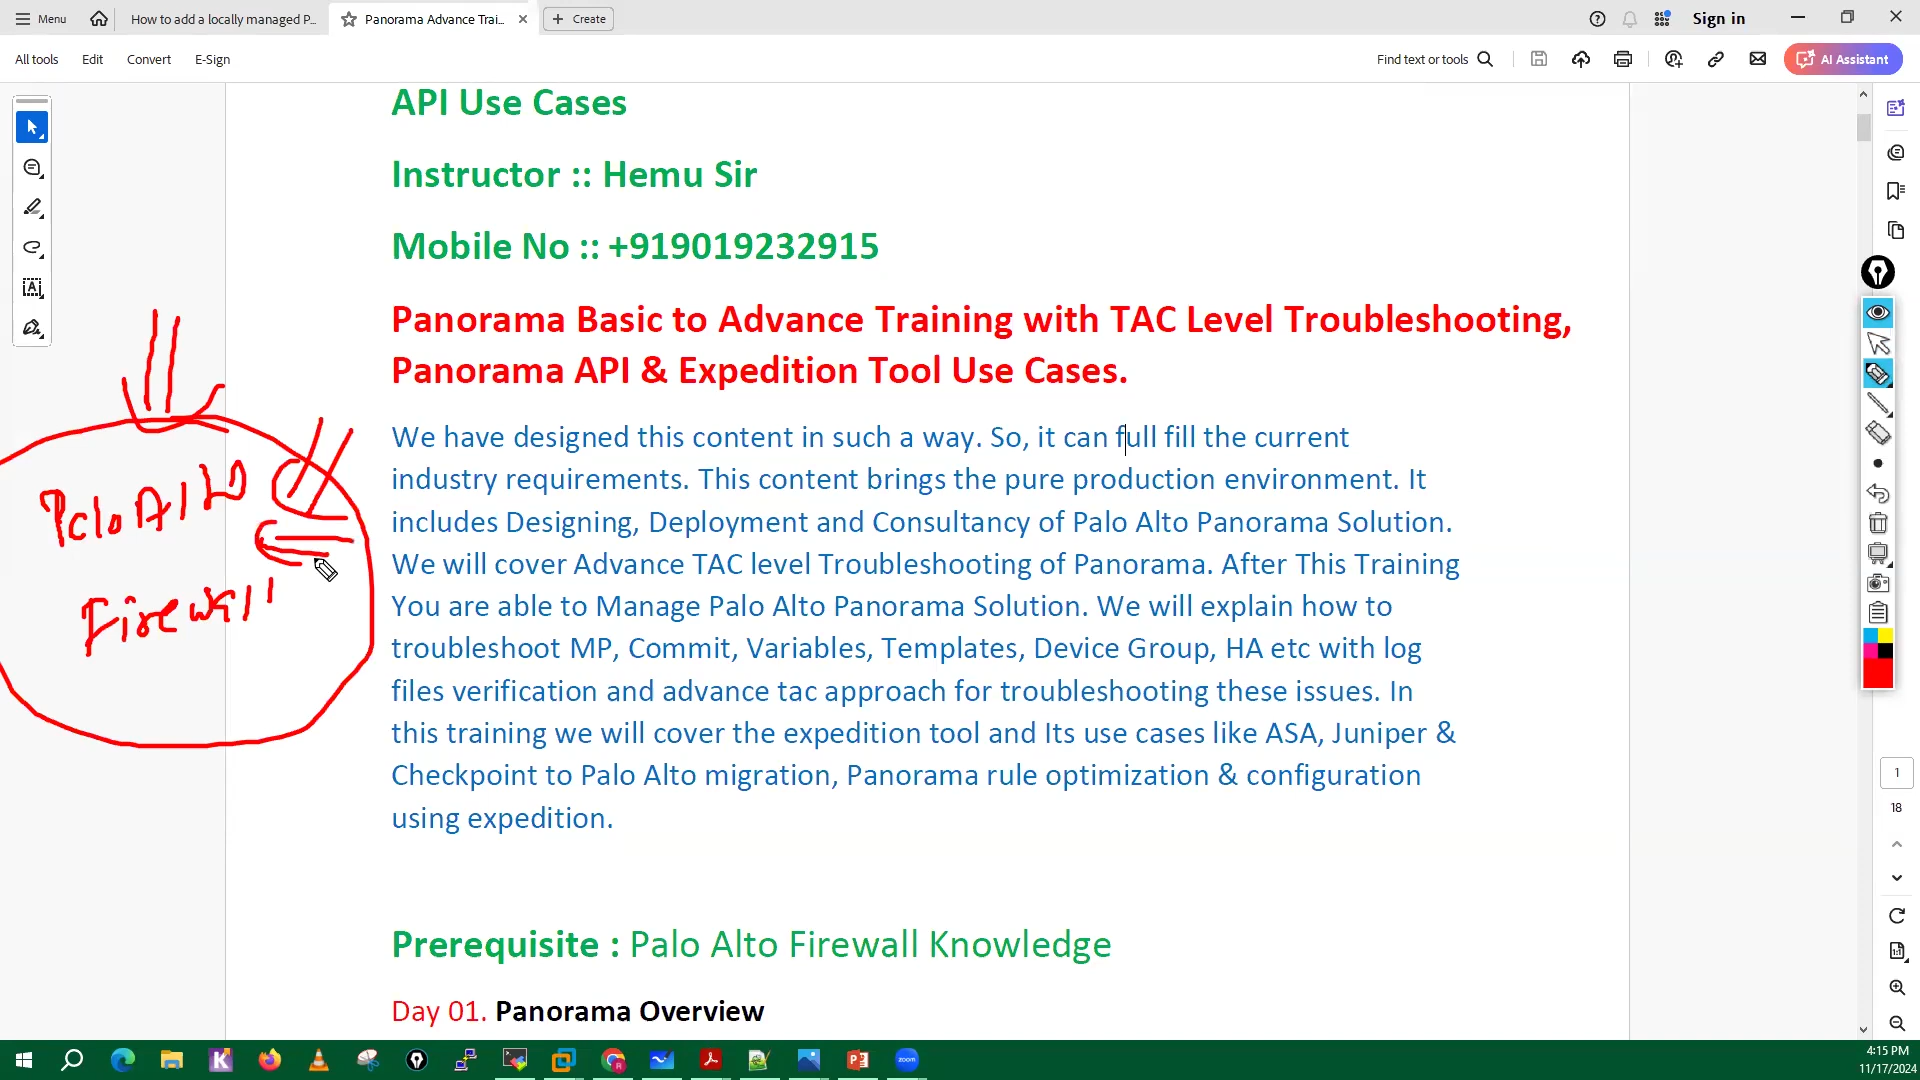 Menu
How to add a locally managed P...
Panorama Advance Trai...
Create
Sign in
All tools
Edit
Convert
E-Sign
Find text or tools
AI Assistant
API Use Cases
Instructor :: Hemu Sir
Mobile No :: +919019232915
Panorama Basic to Advance Training with TAC Level Troubleshooting,
Panorama API & Expedition Tool Use Cases.
We have designed this content in such a way. So, it can full fill the current
industry requirements. This content brings the pure production environment. It
includes Designing, Deployment and Consultancy of Palo Alto Panorama Solution.
We will cover Advance TAC level Troubleshooting of Panorama. After This Training
You are able to Manage Palo Alto Panorama Solution. We will explain how to
troubleshoot MP, Commit, Variables, Templates, Device Group, HA etc with log
files verification and advance tac approach for troubleshooting these issues. In
this training we will cover the expedition tool and Its use cases like ASA, Juniper &
Checkpoint to Palo Alto migration, Panorama rule optimization & configuration
using expedition.
Prerequisite : Palo Alto Firewall Knowledge
Day 01. Panorama Overview
Firewall
1
18
4:15 PM
11/17/2024